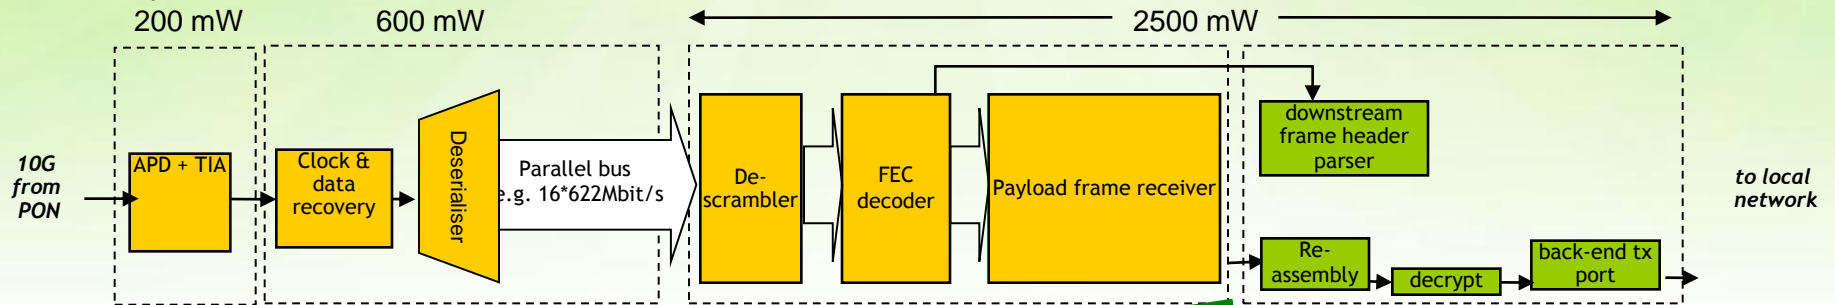 200 mW
600 mW
2500 mW
10G
from
PON
APD + TIA
Clock &
data
recovery
Deserialiser
Parallel bus
e.g. 16*622Mbit/s
De-
scrambler
FEC
decoder
Payload frame receiver
downstream
frame header
parser
Re-
assembly
decrypt
back-end tx
port
to local
network